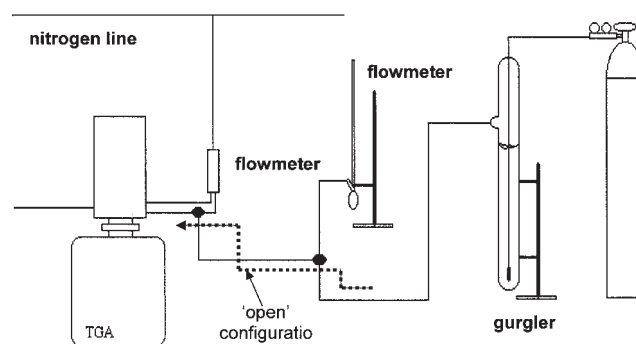 nitrogen line
flowmeter
flowmeter
'open'
configuratio
TGA
gurgler